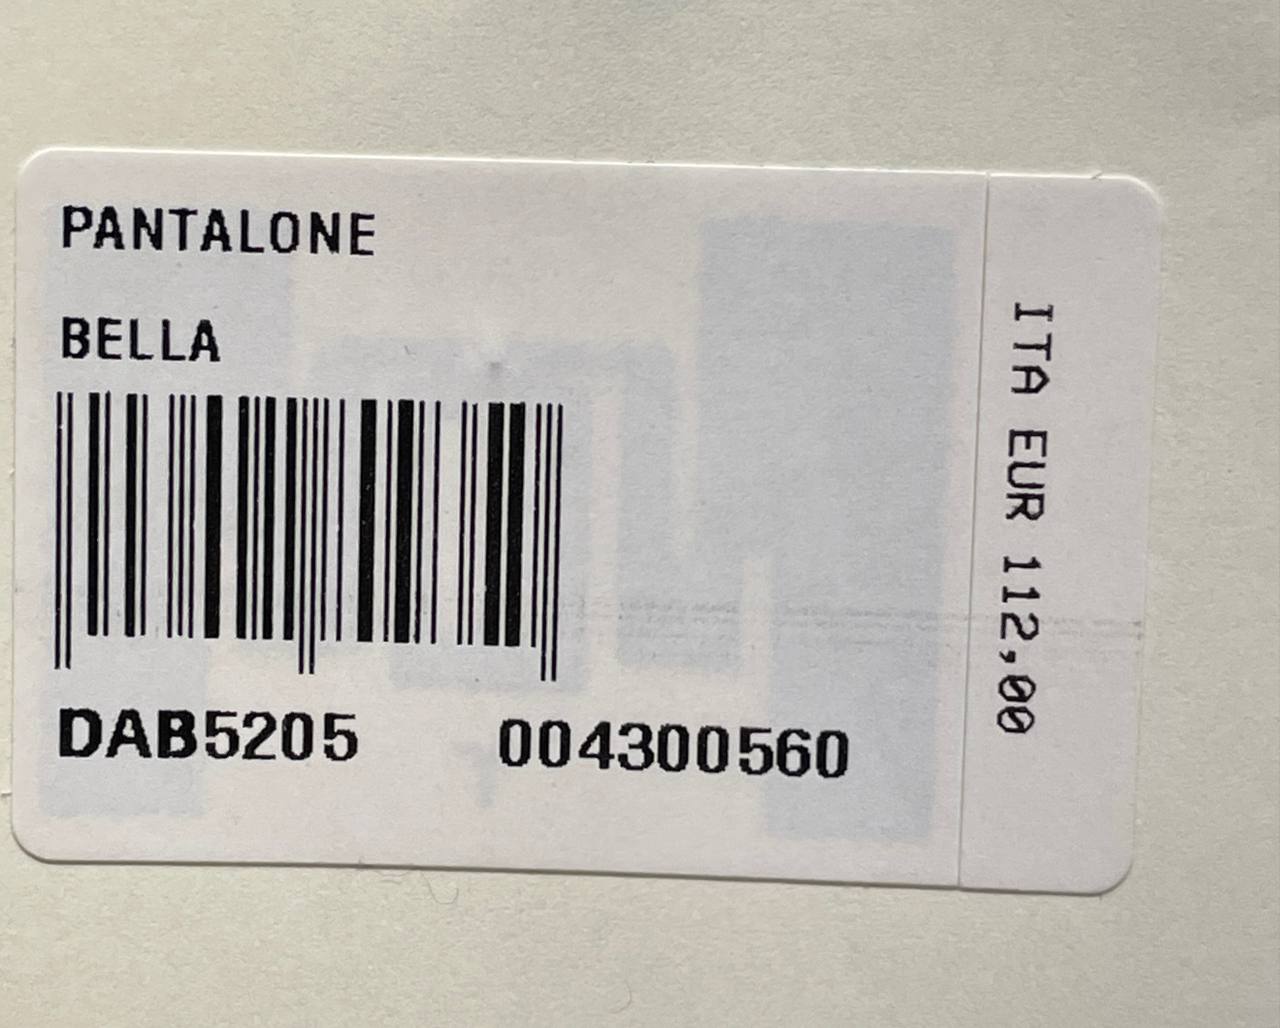 PANTALONE
BELLA
DAB5205 004300560
ITA EUR 112,00